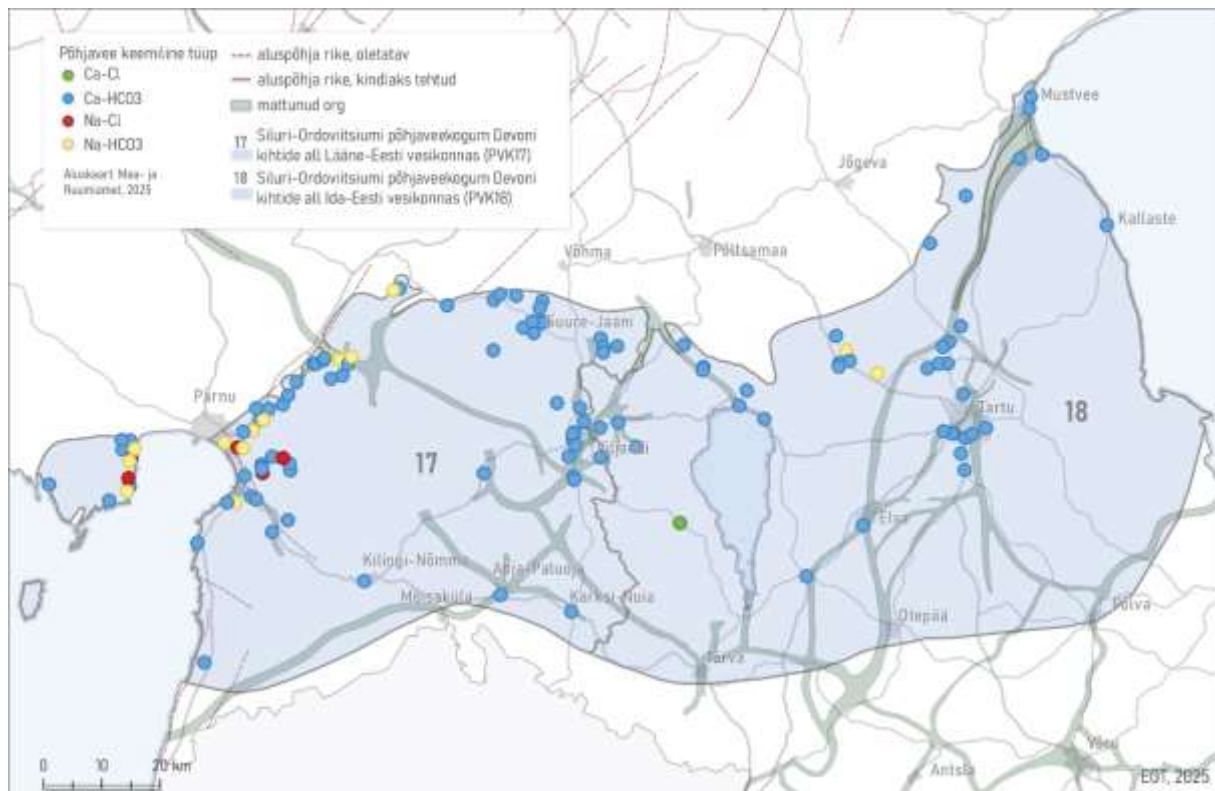 Põhjavee keemiline tüüp
Ca-Cl
Ca-HCO3
Na-Cl
Na-HCO3
Aluskaart Maa- ja
Ruumiamet, 2025
aluspõhja rike, oletatav
aluspõhja rike, kindlaks tehtud
mattunud org
17 Siluri-Ordoviitsiumi põhjaveekogum Devoni
kihtide all Lääne-Eesti vesikonnas (PVK17)
18 Siluri-Ordoviitsiumi põhjaveekogum Devoni
kihtide all Ida-Eesti vesikonnas (PVK18)
Mustvee
Jõgeva
Kallaste
Võhma
Põltsamaa
Suure-Jaani
Pärnu
Tartu
18
17
Viljandi
Elva
Kilingi-Nõmme
Abja-Paluoja
Mõisaküla
Karksi-Nuia
Otepää
Põlva
Tõrva
Võru
Antsla
0 10 20 km
EGT, 2025